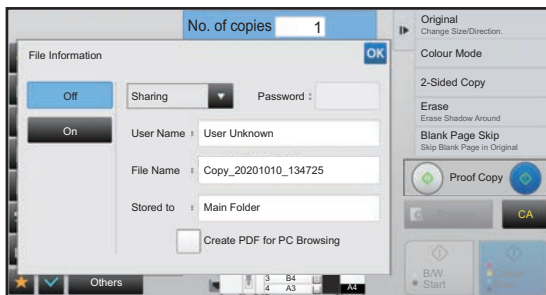 No. of copies 1
File Information
OK
Off
On
Sharing
Password :
User Name : User Unknown
File Name : Copy_20201010_134725
Stored to : Main Folder
Create PDF for PC Browsing
Others
3 B4
4 A3
A4
Original
Change Size/Direction.
Colour Mode
2-Sided Copy
Erase
Erase Shadow Around
Blank Page Skip
Skip Blank Page in Original
Proof Copy
CA
B/W
Start
Start